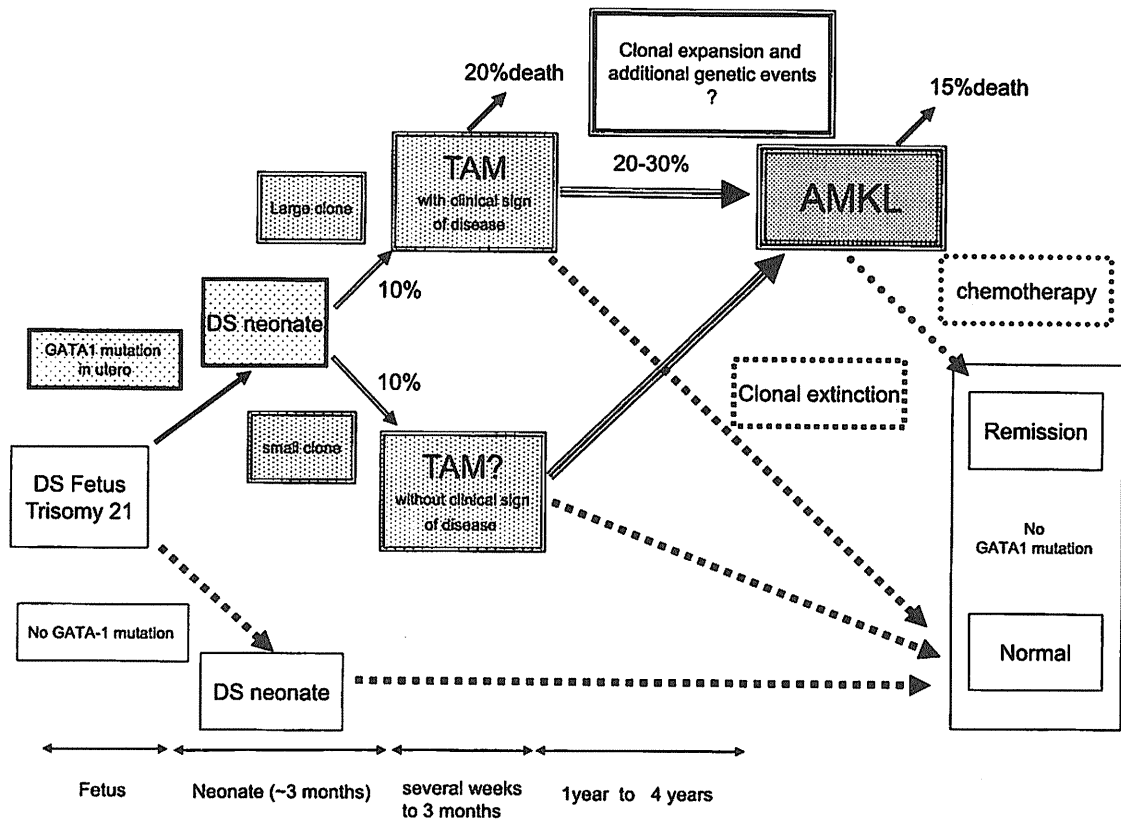 Clonal expansion and
additional genetic events
?
20%death
15%death
TAM
with clinical sign
of disease
20-30%
AMKL
Large clone
10%
chemotherapy
DS neonate
GATA1 mutation
in utero
10%
Clonal extinction
small clone
TAM?
without clinical sign
of disease
Remission
DS Fetus
Trisomy 21
No
GATA1 mutation
No GATA-1 mutation
Normal
DS neonate
Fetus
Neonate (~3 months)
several weeks
to 3 months
1year to 4 years